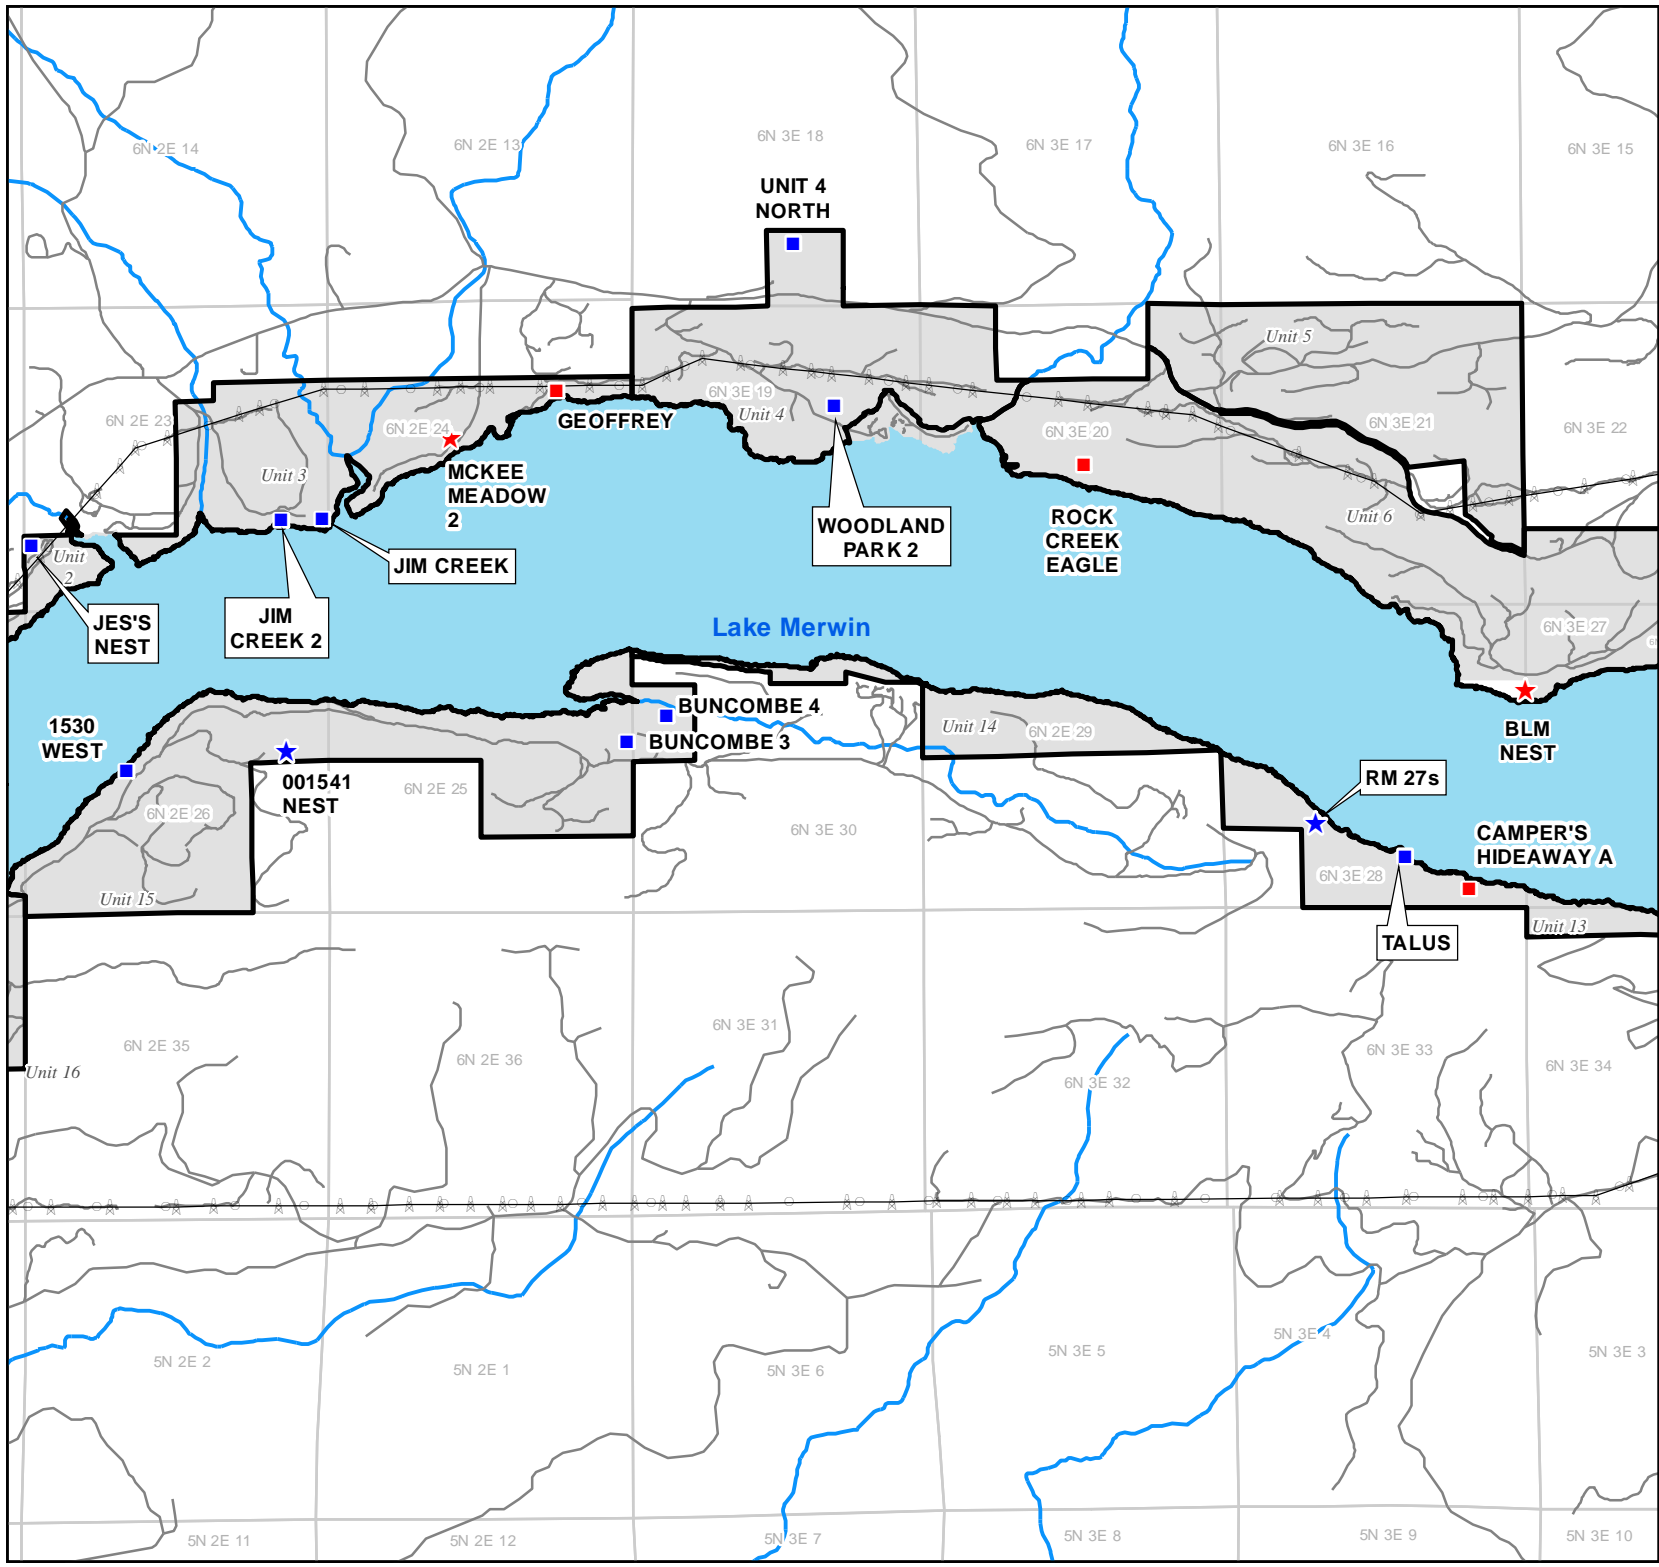 6N 2E 14
6N 2E 13
6N 3E 18
6N 3E 17
6N 3E 16
6N 3E 15
UNIT 4
NORTH
Unit 5
6N 2E 23
6N 2E 24
6N 3E 19
Unit 4
6N 3E 20
6N 3E 21
6N 3E 22
GEOFFREY
Unit 3
MCKEE
MEADOW
2
WOODLAND
PARK 2
ROCK
CREEK
EAGLE
Unit 6
Unit
2
JIM CREEK
JES'S
NEST
JIM
CREEK 2
Lake Merwin
6N 3E 27
BUNCOMBE 4
BUNCOMBE 3
1530
WEST
001541
NEST
Unit 14
6N 3E 29
BLM
NEST
RM 27s
6N 2E 25
6N 2E 26
6N 3E 30
CAMPER'S
HIDEAWAY A
6N 3E 28
Unit 15
Unit 13
TALUS
6N 2E 35
6N 2E 36
6N 3E 31
6N 3E 32
6N 3E 33
6N 3E 34
Unit 16
5N 2E 2
5N 2E 1
5N 3E 6
5N 3E 5
5N 3E 4
5N 3E 3
5N 2E 11
5N 2E 12
5N 3E 7
5N 3E 8
5N 3E 9
5N 3E 10